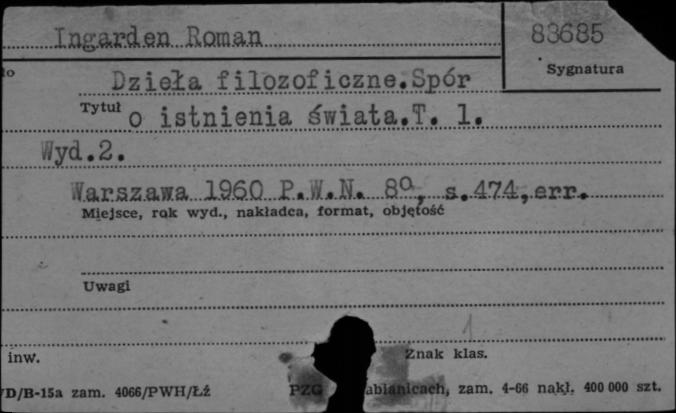 Ingarden Roman 83685
Sygnatura
Dzieła filozoficzne.Spór
Tytuł o istnienia świata.T. 1.
Wyd.2.
Warszawa 1960 P.W.N. 8º, s.474,err.
Miejsce, rok wyd., nakładca, format, objętość
Uwagi
1
inw. Znak klas.
D/B-15a zam. 4066/PWH/Łź PZG abianicach, zam. 4-66 nakł. 400 000 szt.